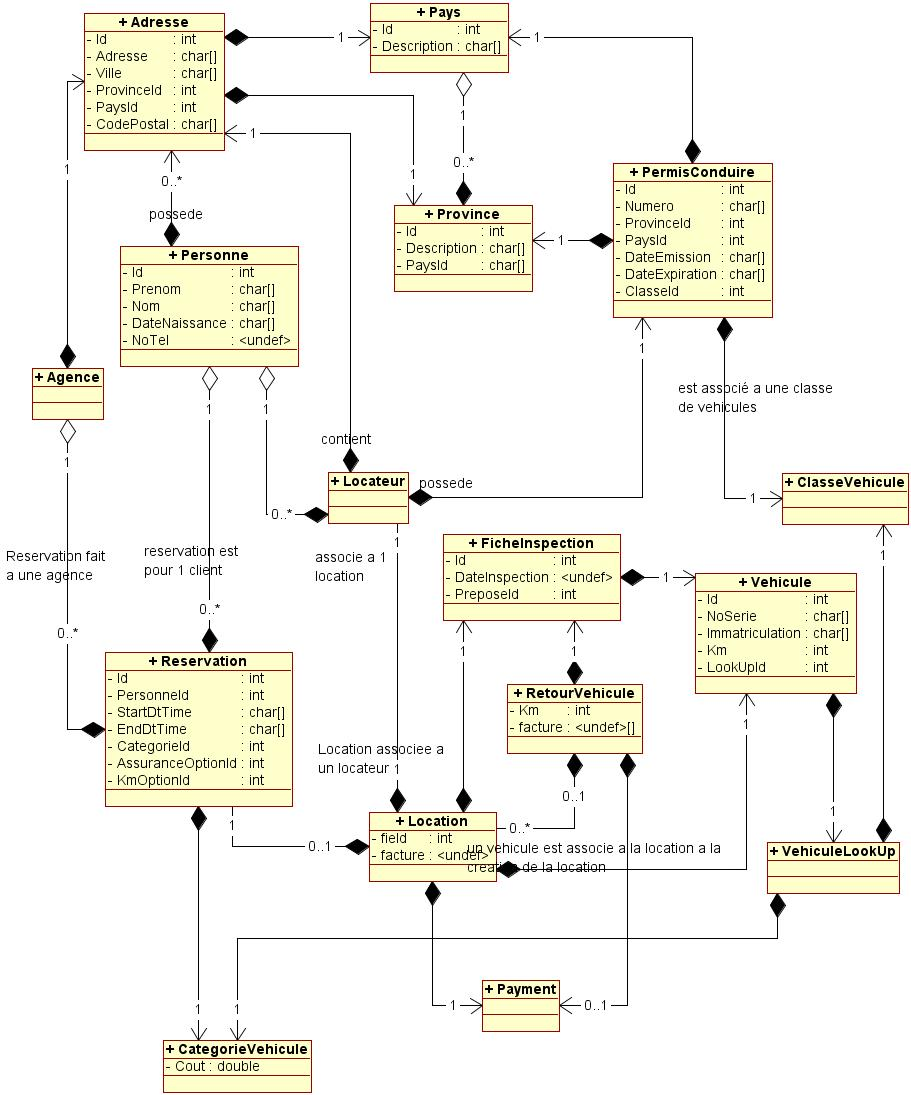 + Adresse
- Id : int
- Adresse : char[]
- Ville : char[]
- ProvinceId : int
- PaysId : int
- CodePostal : char[]
+ Pays
- Id : int
- Description : char[]
1
1
1
1
0..*
1
1
0..*
possede
1
+ Province
- Id : int
- Description : char[]
- PaysId : char[]
1
+ PermisConduire
- Id : int
- Numero : char[]
- ProvinceId : int
- PaysId : int
- DateEmission : char[]
- DateExpiration : char[]
- ClasseId : int
+ Personne
- Id : int
- Prenom : char[]
- Nom : char[]
- DateNaissance : char[]
- NoTel : <undef>
+ Agence
1
1
1
1
est associé a une classe
de vehicules
contient
+ Locateur
possede
0..*
1
+ ClasseVehicule
1
Reservation fait
a une agence
reservation est
pour 1 client
associe a 1
location
1
0..*
0..*
+ FicheInspection
- Id : int
- DateInspection : <undef>
- PreposeId : int
1
+ Vehicule
- Id : int
- NoSerie : char[]
- Immatriculation : char[]
- Km : int
- LookUpId : int
1
1
1
+ Reservation
- Id : int
- PersonneId : int
- StartDtTime : char[]
- EndDtTime : char[]
- CategorieId : int
- AssuranceOptionId : int
- KmOptionId : int
+ RetourVehicule
- Km : int
- facture : <undef>[]
Location associee a
un locateur 1
0..1
0..*
1
1
1
0..1
+ Location
- field : int
- facture : <undef>
un vehicule est associe a la location a la
creation de la location
+ VehiculeLookUp
1
1
+ Payment
1
0..1
+ CategorieVehicule
- Cout : double